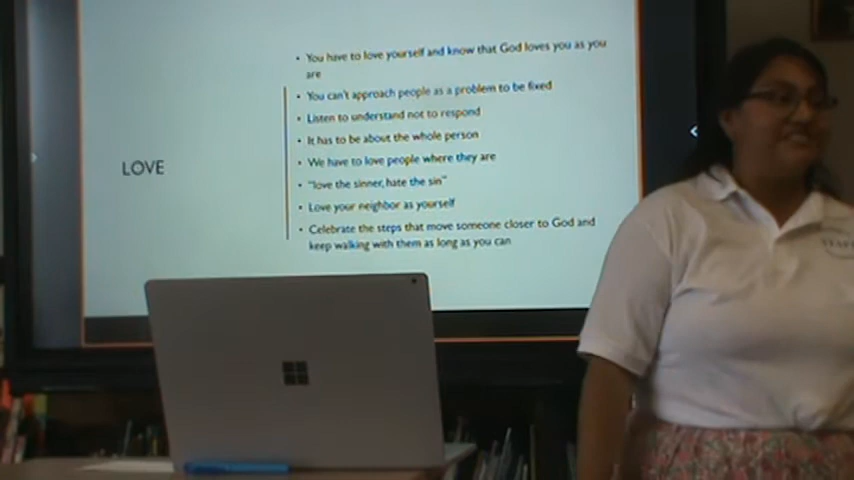 • You have to love yourself and know that God loves you as you
are
• You can't approach people as a problem to be fixed
• Listen to understand not to respond
• It has to be about the whole person
LOVE
• We have to love people where they are
• "love the sinner, hate the sin"
• Love your neighbor as yourself
• Celebrate the steps that move someone closer to God and
keep walking with them as long as you can